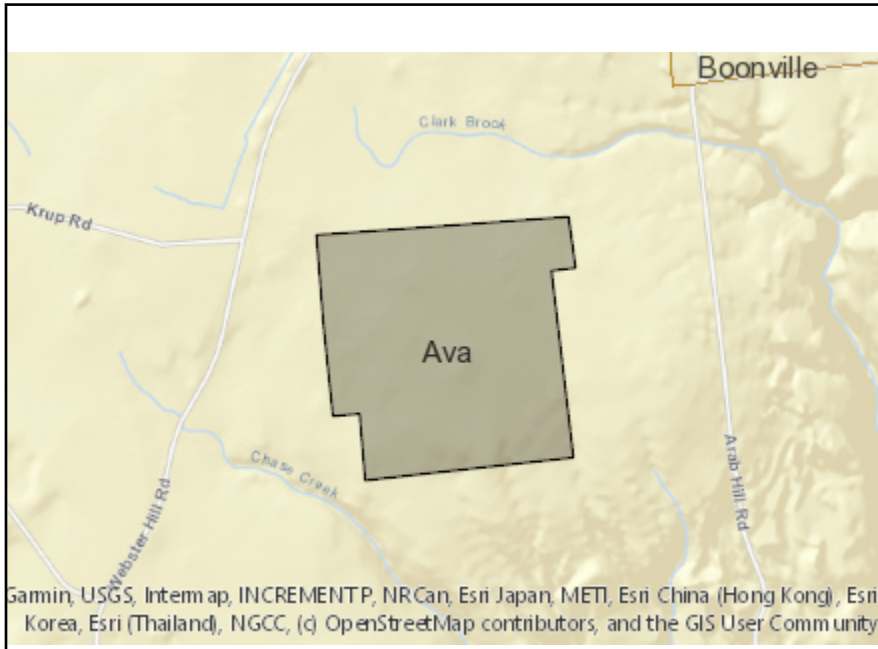 Boonville
Clark Brook
Krup Rd
Ava
Chase Creek
Arab Hill Rd
Webster Hill Rd
Garmin, USGS, Intermap, INCREMENT P, NRCan, Esri Japan, METI, Esri China (Hong Kong), Esri
Korea, Esri (Thailand), NGCC, (c) OpenStreetMap contributors, and the GIS User Community